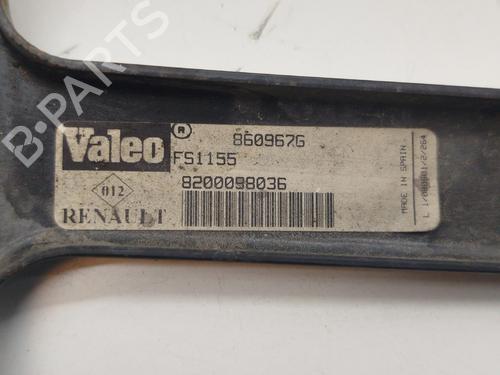 B-PARTS
Valeo
R
860967G
FS1155
8200098036
012
RENAULT
MADE IN SPAIN